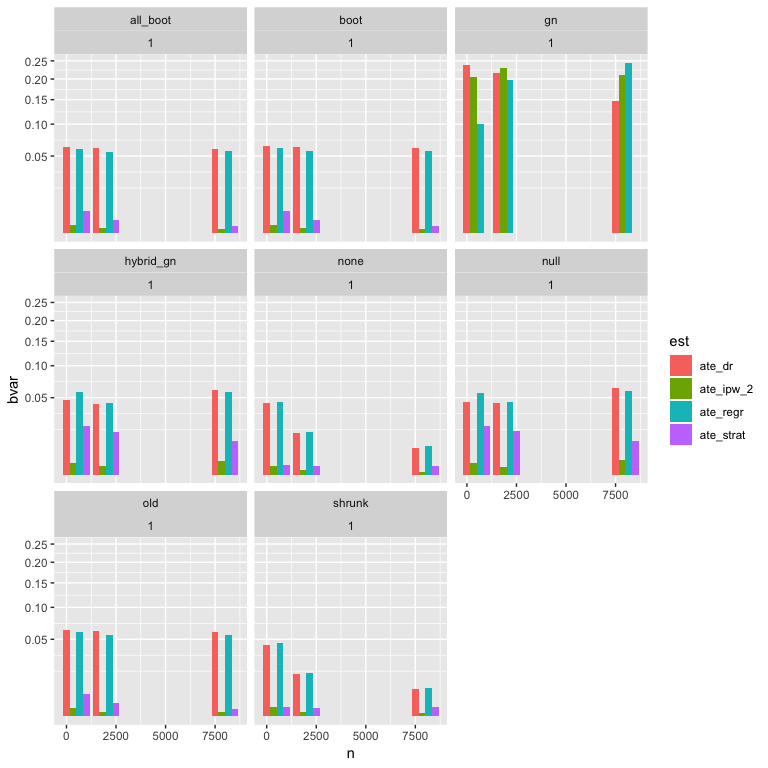 all_boot
boot
gn
1
1
1
0.25
0.20
0.15
0.10
0.05
hybrid_gn
none
null
1
1
1
0.25
0.20
0.15
0.10
0.05
bvar
est
ate_dr
ate_ipw_2
ate_regr
ate_strat
0
2500
5000
7500
old
shrunk
1
1
0.25
0.20
0.15
0.10
0.05
0
2500
5000
7500
0
2500
5000
7500
n